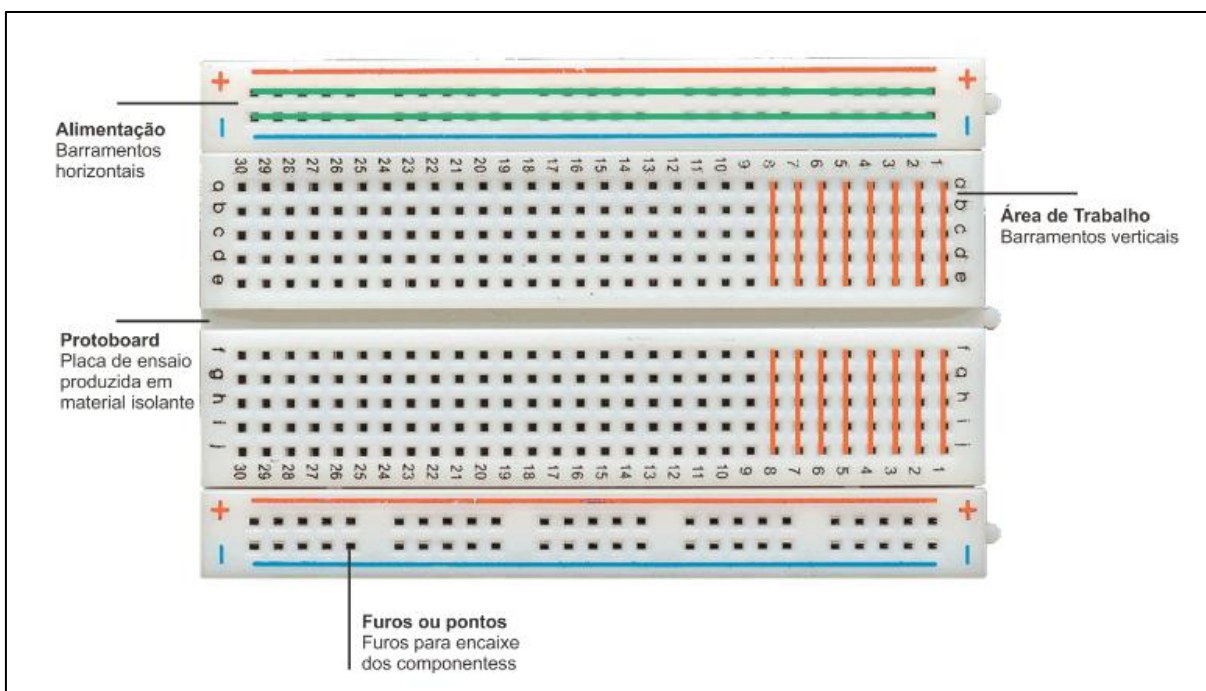 + +
Alimentação
Barramentos
horizontais
− −
30 29 28 27 26 25 24 23 22 21 20 19 18 17 16 15 14 13 12 11 10 9 8 7 6 5 4 3 2 1
a a
b b
c c
d d
e e
Área de Trabalho
Barramentos verticais
Protoboard
Placa de ensaio
produzida em
material isolante
f f
g g
h h
i i
j j
30 29 28 27 26 25 24 23 22 21 20 19 18 17 16 15 14 13 12 11 10 9 8 7 6 5 4 3 2 1
+ +
− −
Furos ou pontos
Furos para encaixe
dos componentess